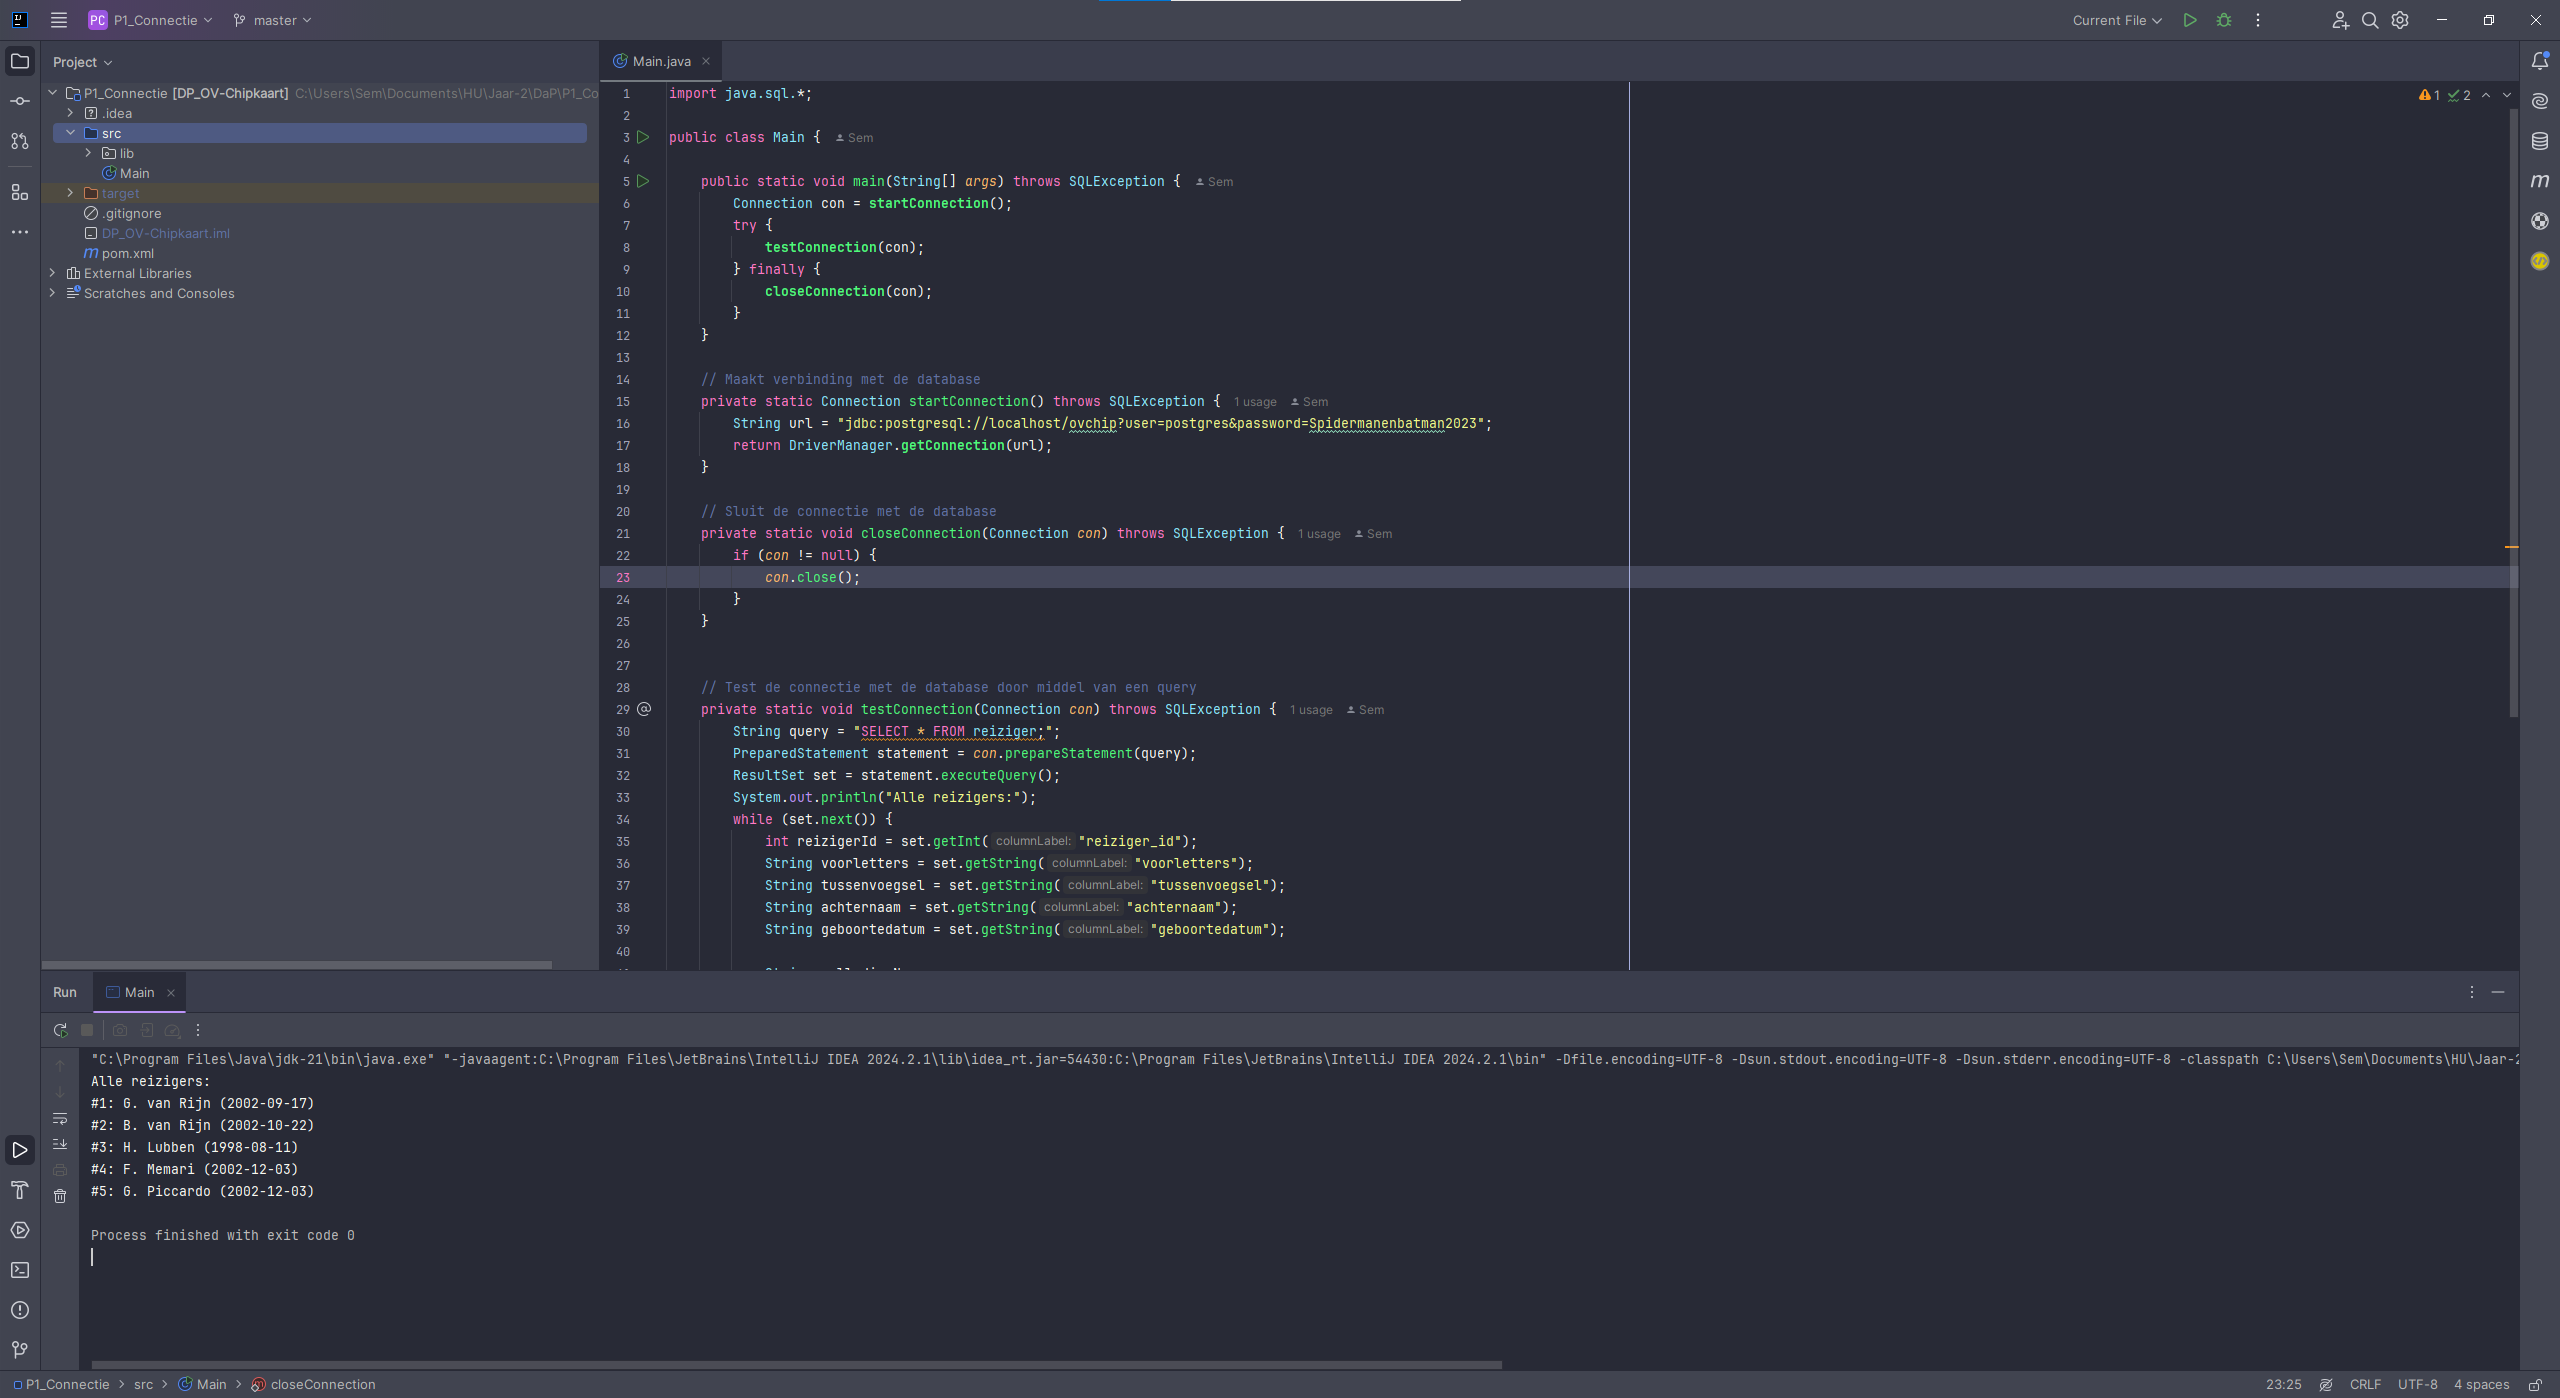 PC P1_Connectie master Current File
Project
P1_Connectie [DP_OV-Chipkaart] C:\Users\Sem\Documents\HU\Jaar-2\DaP\P1_Co
.idea
src
lib
Main
target
.gitignore
DP_OV-Chipkaart.iml
m pom.xml
External Libraries
Scratches and Consoles
Main.java
1 2
1 import java.sql.*;
2
3 public class Main { Sem
4
5 public static void main(String[] args) throws SQLException { Sem
6 Connection con = startConnection();
7 try {
8 testConnection(con);
9 } finally {
10 closeConnection(con);
11 }
12 }
13
14 // Maakt verbinding met de database
15 private static Connection startConnection() throws SQLException { 1 usage Sem
16 String url = "jdbc:postgresql://localhost/ovchip?user=postgres&password=Spidermanenbatman2023";
17 return DriverManager.getConnection(url);
18 }
19
20 // Sluit de connectie met de database
21 private static void closeConnection(Connection con) throws SQLException { 1 usage Sem
22 if (con != null) {
23 con.close();
24 }
25 }
26
27
28 // Test de connectie met de database door middel van een query
29 private static void testConnection(Connection con) throws SQLException { 1 usage Sem
30 String query = "SELECT * FROM reiziger;";
31 PreparedStatement statement = con.prepareStatement(query);
32 ResultSet set = statement.executeQuery();
33 System.out.println("Alle reizigers:");
34 while (set.next()) {
35 int reizigerId = set.getInt( columnLabel: "reiziger_id");
36 String voorletters = set.getString( columnLabel: "voorletters");
37 String tussenvoegsel = set.getString( columnLabel: "tussenvoegsel");
38 String achternaam = set.getString( columnLabel: "achternaam");
39 String geboortedatum = set.getString( columnLabel: "geboortedatum");
40
Run Main
"C:\Program Files\Java\jdk-21\bin\java.exe" "-javaagent:C:\Program Files\JetBrains\IntelliJ IDEA 2024.2.1\lib\idea_rt.jar=54430:C:\Program Files\JetBrains\IntelliJ IDEA 2024.2.1\bin" -Dfile.encoding=UTF-8 -Dsun.stdout.encoding=UTF-8 -Dsun.stderr.encoding=UTF-8 -classpath C:\Users\Sem\Documents\HU\Jaar-2
Alle reizigers:
#1: G. van Rijn (2002-09-17)
#2: B. van Rijn (2002-10-22)
#3: H. Lubben (1998-08-11)
#4: F. Memari (2002-12-03)
#5: G. Piccardo (2002-12-03)
Process finished with exit code 0
P1_Connectie > src > Main > closeConnection
23:25 CRLF UTF-8 4 spaces